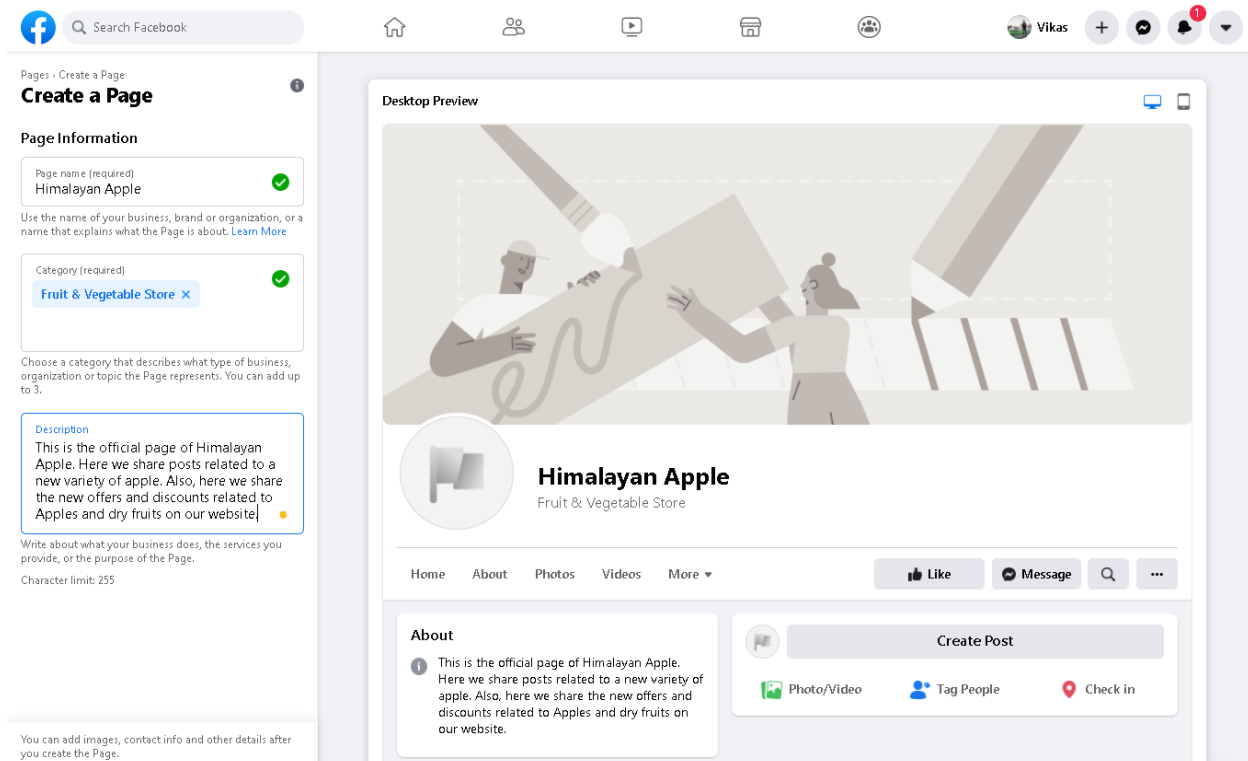 Search Facebook
Vikas
1
Pages › Create a Page
Create a Page
Page Information
Page name (required)
Himalayan Apple
Use the name of your business, brand or organization, or a
name that explains what the Page is about. Learn More
Category (required)
Fruit & Vegetable Store
Choose a category that describes what type of business,
organization or topic the Page represents. You can add up
to 3.
Description
This is the official page of Himalayan
Apple. Here we share posts related to a
new variety of apple. Also, here we share
the new offers and discounts related to
Apples and dry fruits on our website.
Write about what your business does, the services you
provide, or the purpose of the Page.
Character limit: 255
You can add images, contact info and other details after
you create the Page.
Desktop Preview
Himalayan Apple
Fruit & Vegetable Store
Home About Photos Videos More
Like Message
About
This is the official page of Himalayan Apple.
Here we share posts related to a new variety of
apple. Also, here we share the new offers and
discounts related to Apples and dry fruits on
our website.
Create Post
Photo/Video Tag People Check in